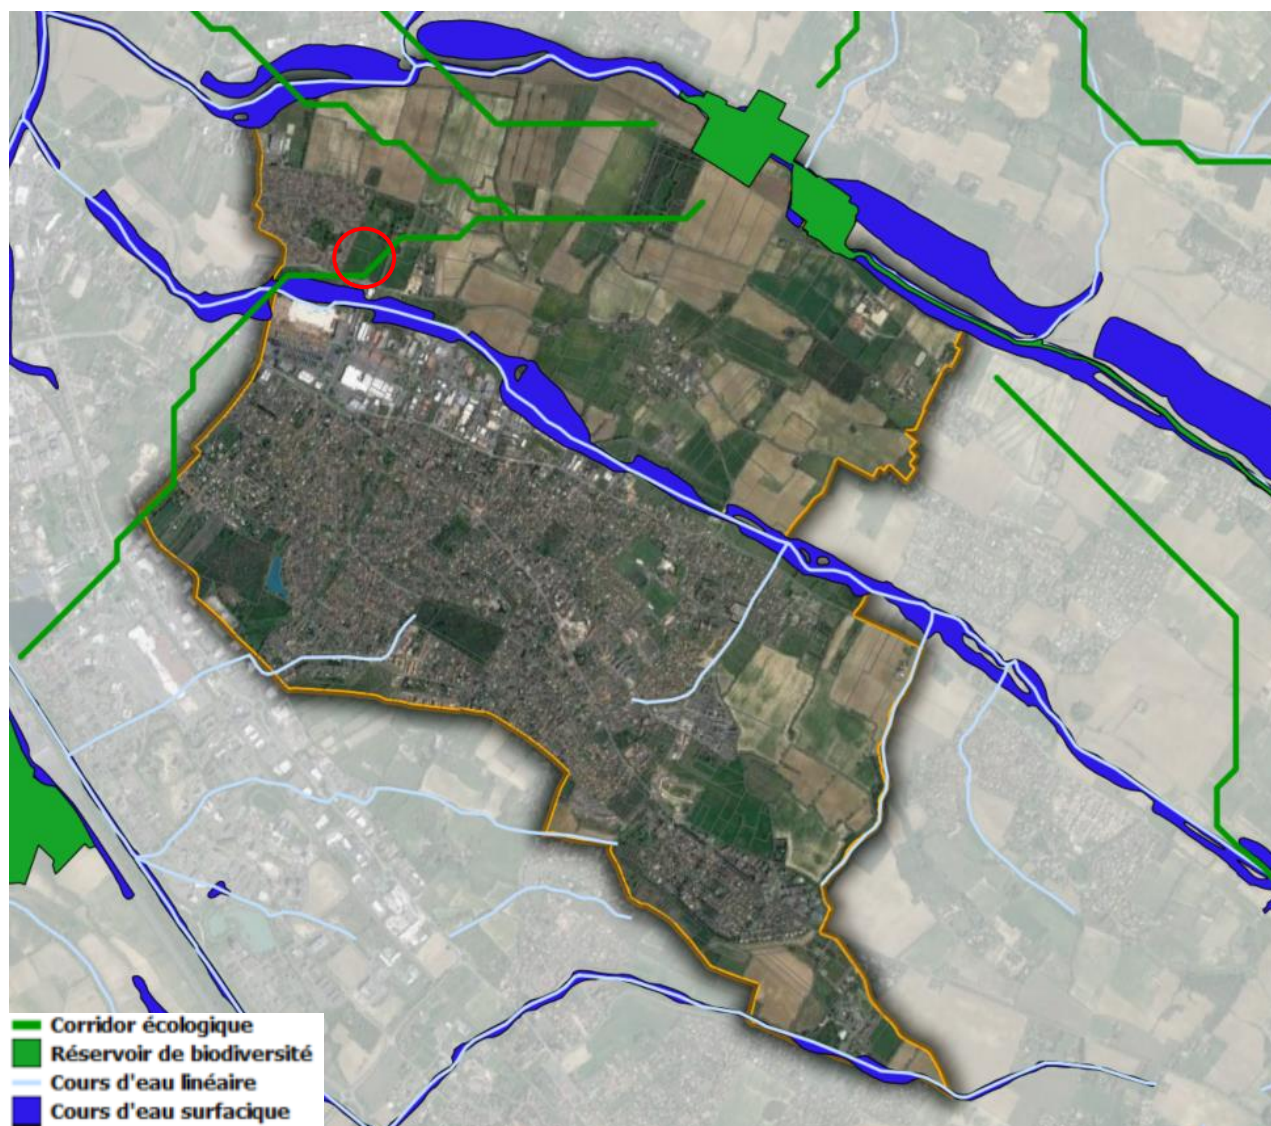 Corridor écologique
Réservoir de biodiversité
Cours d'eau linéaire
Cours d'eau surfacique